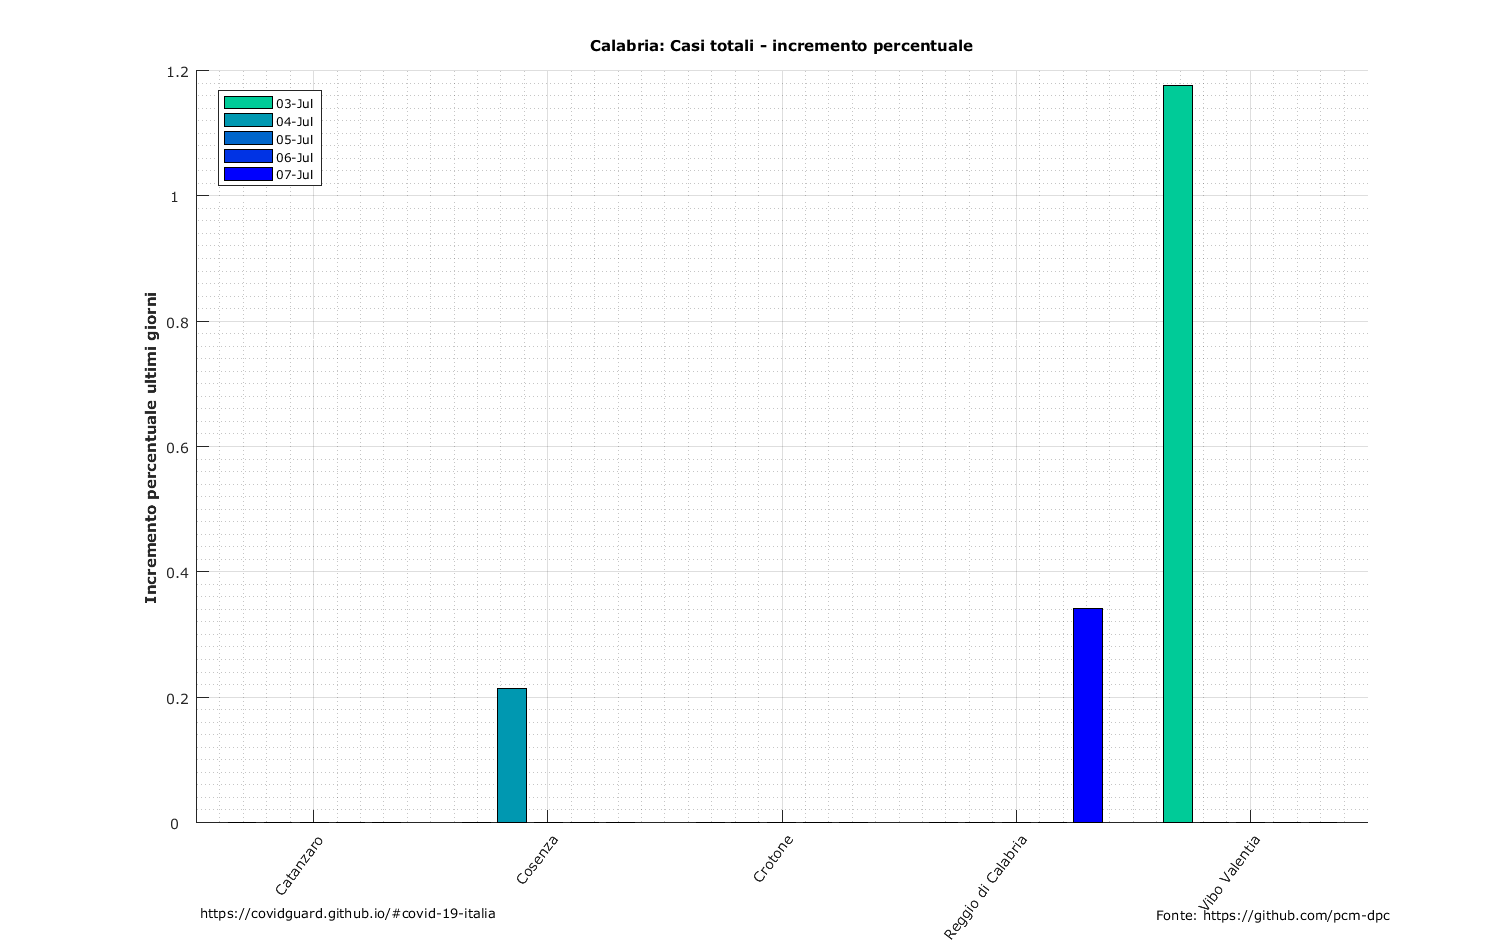 Calabria: Casi totali - incremento percentuale
1.2
1
0.8
0.6
0.4
0.2
0
Incremento percentuale ultimi giorni
03-Jul
04-Jul
05-Jul
06-Jul
07-Jul
Catanzaro
Cosenza
Crotone
Reggio di Calabria
Vibo Valentia
https://covidguard.github.io/#covid-19-italia
Fonte: https://github.com/pcm-dpc